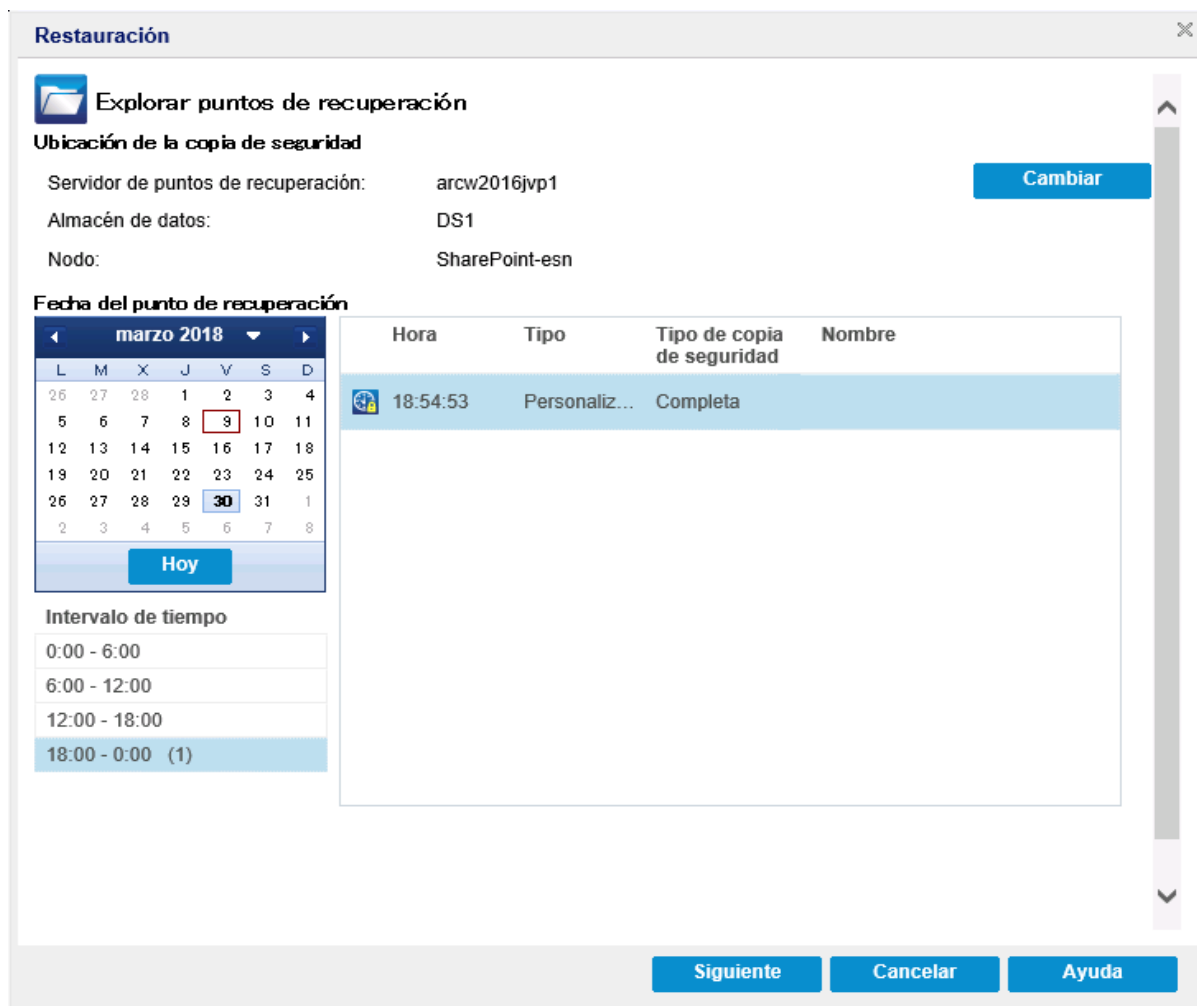 Restauración
Explorar puntos de recuperación
Ubicación de la copia de seguridad
Servidor de puntos de recuperación: arcw2016jvp1 Cambiar
Almacén de datos: DS1
Nodo: SharePoint-esn
Fecha del punto de recuperación
marzo 2018
L M X J V S D
26 27 28 1 2 3 4
5 6 7 8 9 10 11
12 13 14 15 16 17 18
19 20 21 22 23 24 25
26 27 28 29 30 31 1
2 3 4 5 6 7 8
Hoy
Intervalo de tiempo
0:00 - 6:00
6:00 - 12:00
12:00 - 18:00
18:00 - 0:00 (1)
Hora Tipo Tipo de copia de seguridad Nombre
18:54:53 Personaliz... Completa
Siguiente Cancelar Ayuda